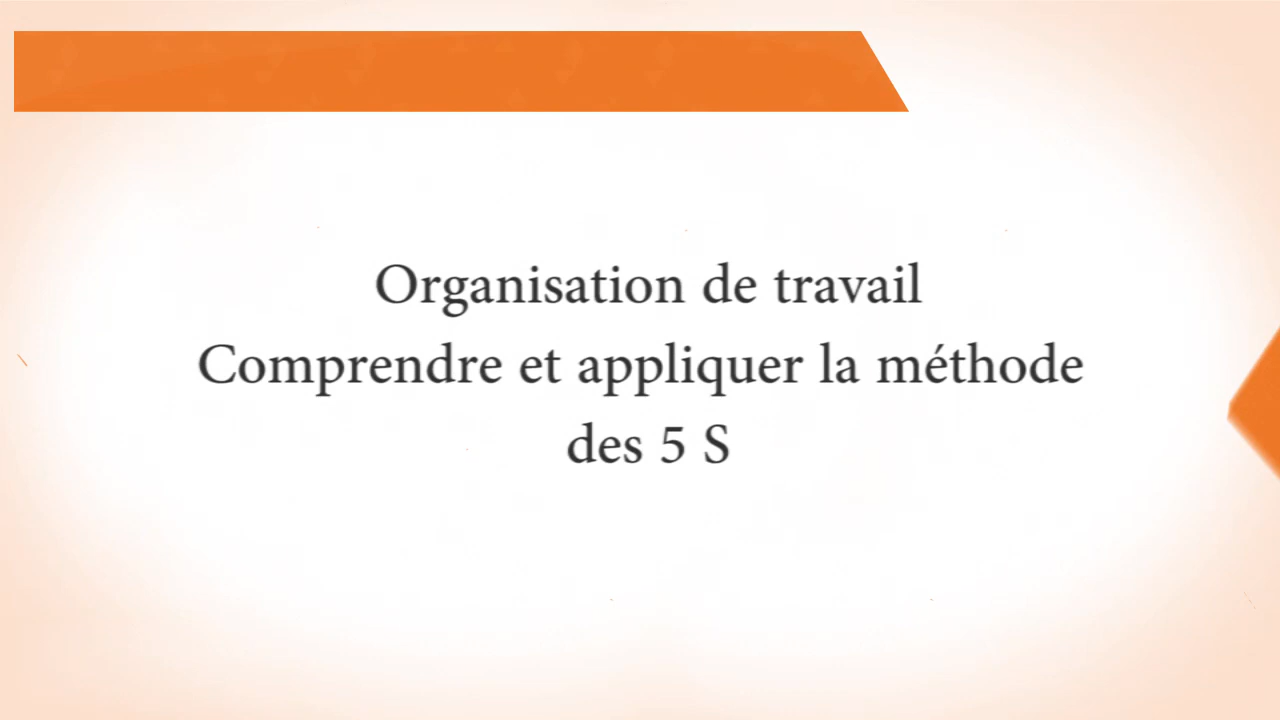 Organisation de travail
Comprendre et appliquer la méthode
des 5 S